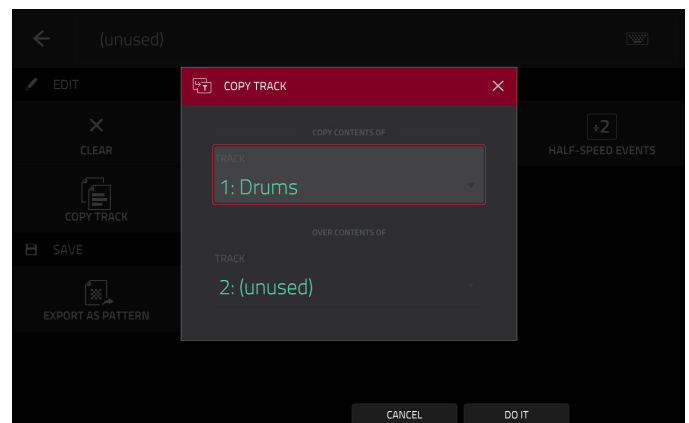 (unused)
EDIT
COPY TRACK
CLEAR
÷2
HALF-SPEED EVENTS
COPY CONTENTS OF
TRACK
1: Drums
COPY TRACK
OVER CONTENTS OF
SAVE
TRACK
2: (unused)
EXPORT AS PATTERN
CANCEL
DO IT